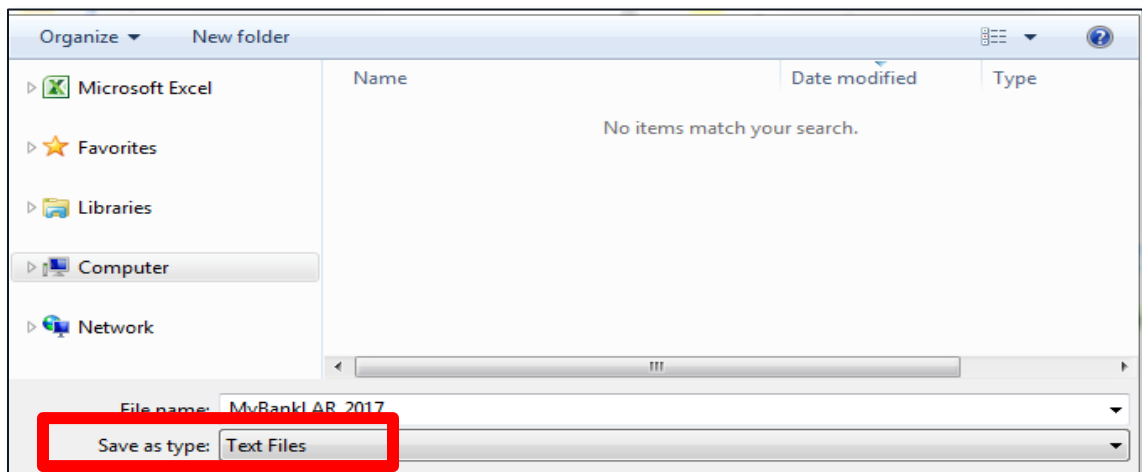 Organize New folder
Name Date modified Type
Microsoft Excel
No items match your search.
Favorites
Libraries
Computer
Network
File name: MyBankLAR_2017
Save as type: Text Files